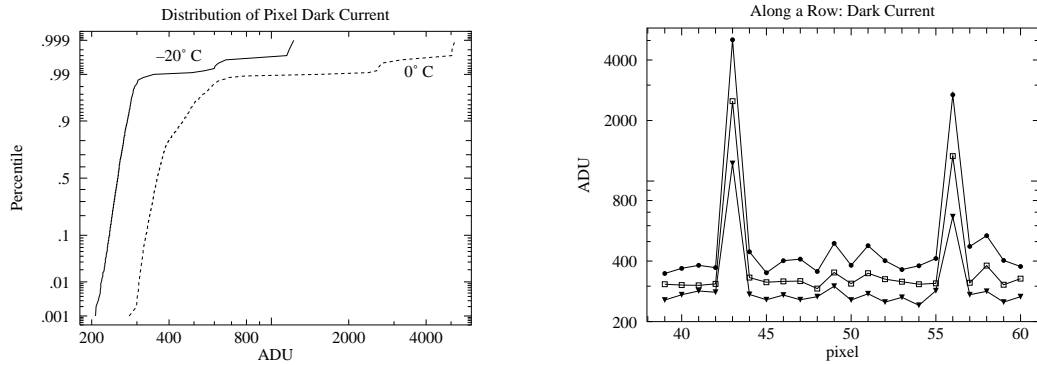 Distribution of Pixel Dark Current
.999
.99
.9
.5
.1
.01
.001
Percentile
–20° C
0° C
200
400
800
2000
4000
ADU
Along a Row: Dark Current
4000
2000
800
400
200
ADU
40
45
50
55
60
pixel